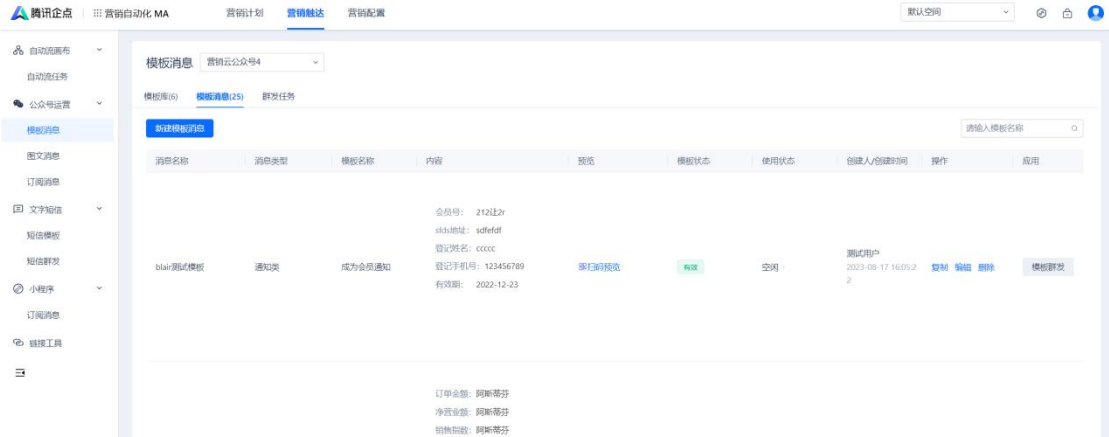 腾讯企点 营销自动化 MA 营销计划 营销触达 营销配置 默认空间
自动流画布
自动流任务
公众号运营
模板消息
图文消息
订阅消息
文字短信
短信模板
短信群发
小程序
订阅消息
链接工具
模板消息 营销云公众号4
模板库(6) 模板消息(25) 群发任务
新建模板消息 请输入模板名称
消息名称 消息类型 模板名称 内容 预览 模板状态 使用状态 创建人/创建时间 操作 应用
会员号: 212让2r
sfds地址: sdfefdf
登记姓名: ccccc
登记手机号: 123456789
有效期: 2022-12-23
blair测试模板 通知类 成为会员通知 扫码预览 有效 空闲 测试用户 2023-08-17 16:05:22 复制 编辑 删除 模板群发
订单金额: 阿斯蒂芬
净营业额: 阿斯蒂芬
销售指数: 阿斯蒂芬